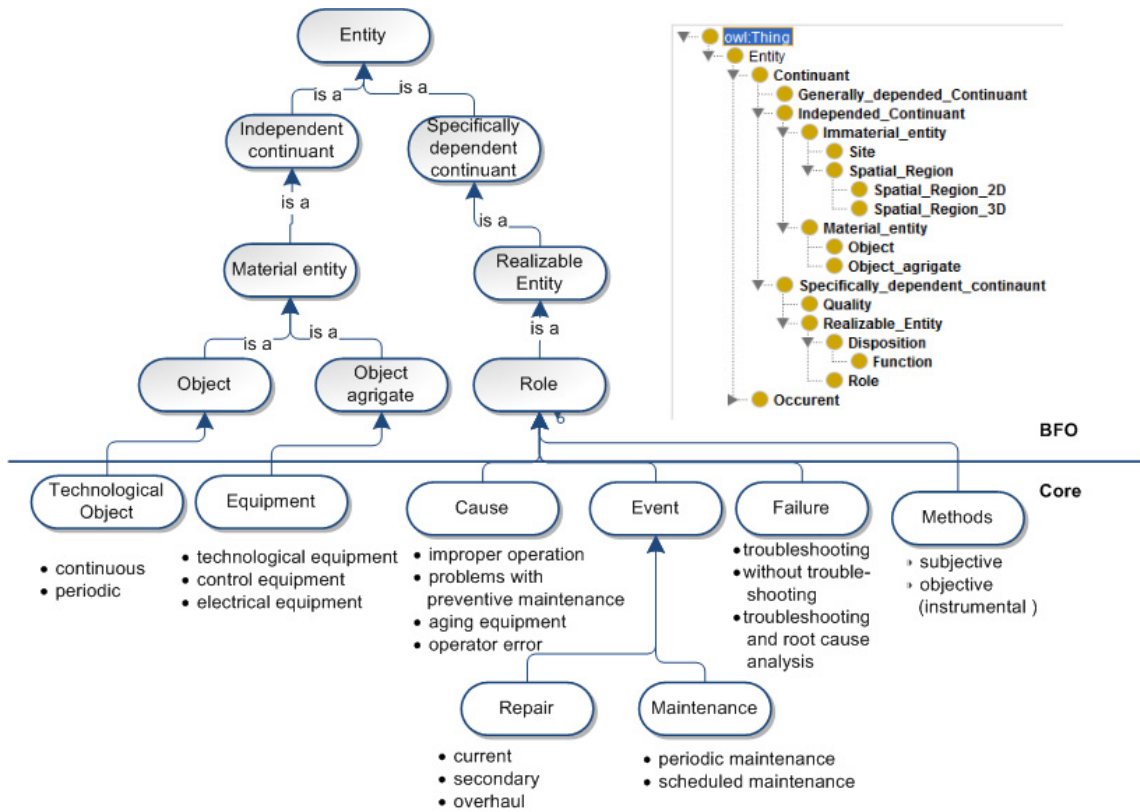 Entity
is a
is a
Independent
continuant
Specifically
dependent
continuant
is a
is a
Material entity
Realizable
Entity
is a
is a
is a
Object
Object
agrigate
Role
owl:Thing
Entity
Continuant
Generally_depended_Continuant
Independed_Continuant
Immaterial_entity
Site
Spatial_Region
Spatial_Region_2D
Spatial_Region_3D
Material_entity
Object
Object_agrigate
Specifically_dependent_continaunt
Quality
Realizable_Entity
Disposition
Function
Role
Occurent
BFO
Core
Technological
Object
• continuous
• periodic
Equipment
• technological equipment
• control equipment
• electrical equipment
Cause
• improper operation
• problems with
preventive maintenance
• aging equipment
• operator error
Event
Failure
• troubleshooting
• without trouble-
shooting
• troubleshooting
and root cause
analysis
Methods
subjective
objective
(instrumental )
Repair
• current
• secondary
• overhaul
Maintenance
• periodic maintenance
• scheduled maintenance